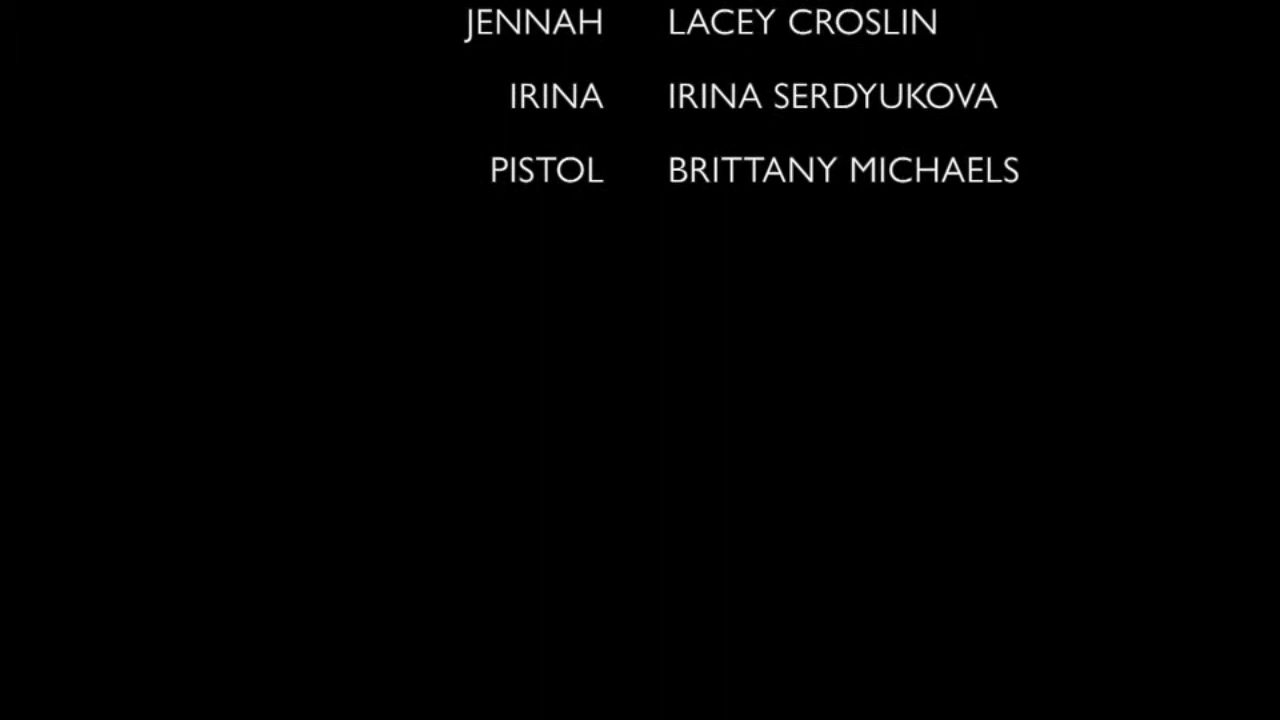 JENNAH LACEY CROSLIN
IRINA IRINA SERDYUKOVA
PISTOL BRITTANY MICHAELS